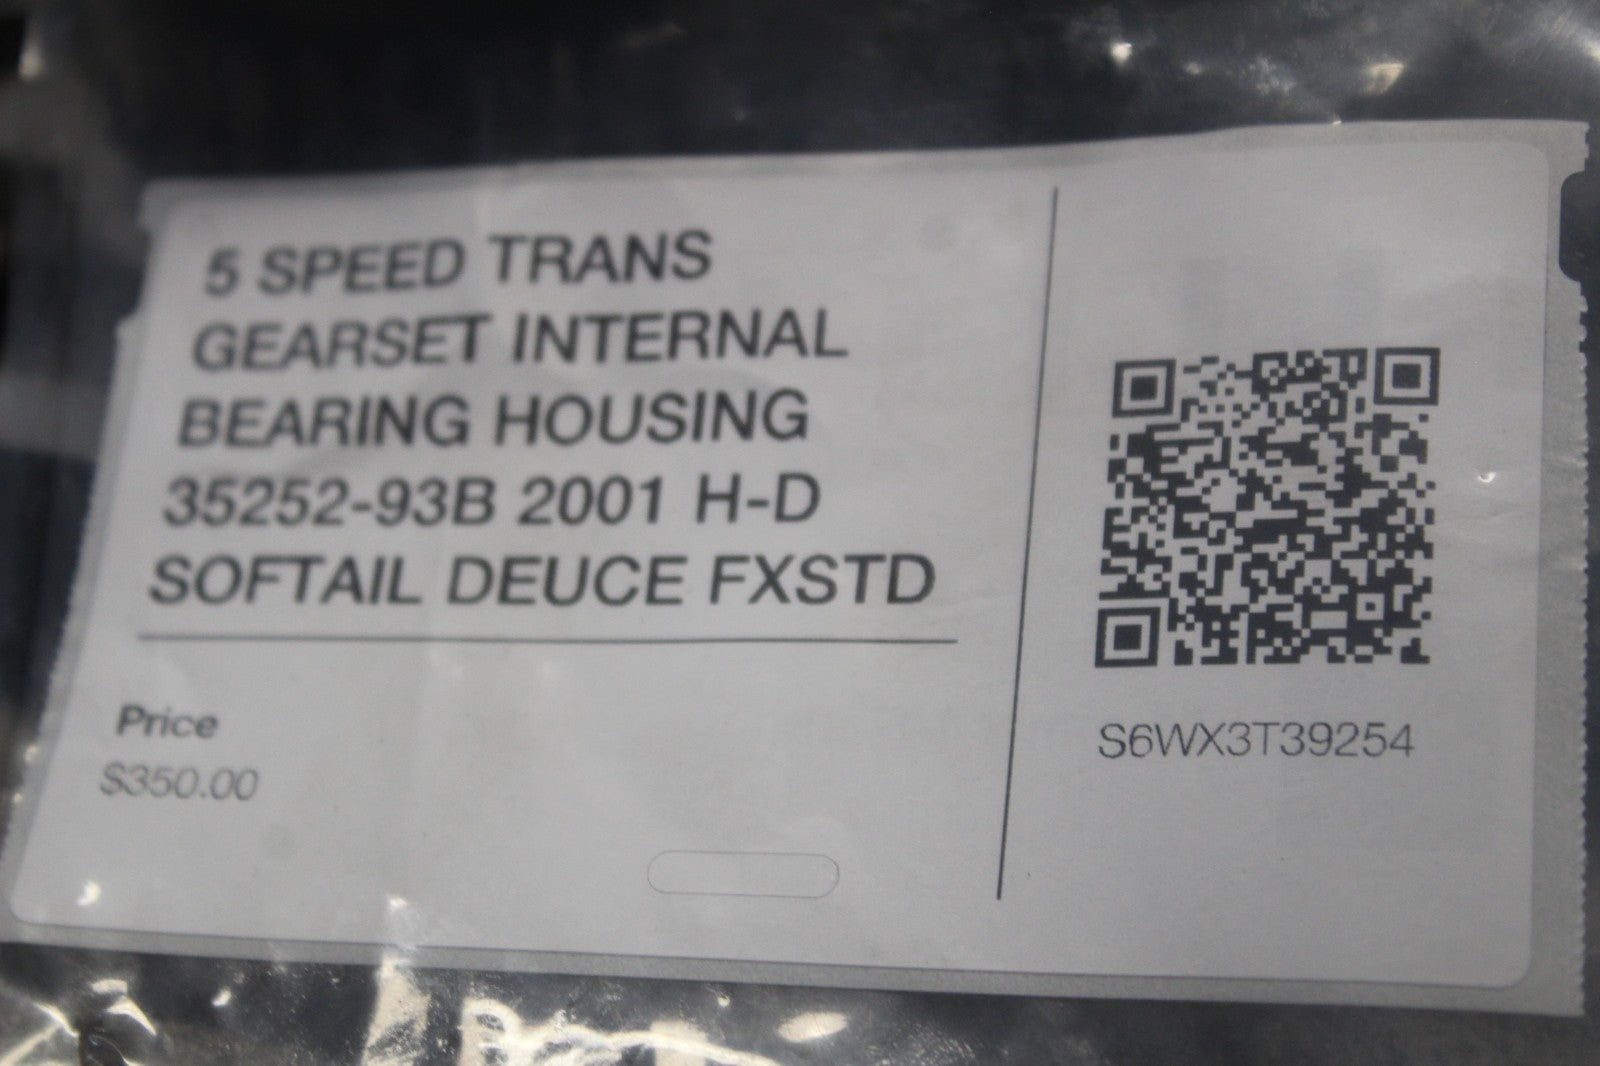 5 SPEED TRANS
GEARSET INTERNAL
BEARING HOUSING
35252-93B 2001 H-D
SOFTAIL DEUCE FXSTD
Price
$350.00
S6WX3T39254